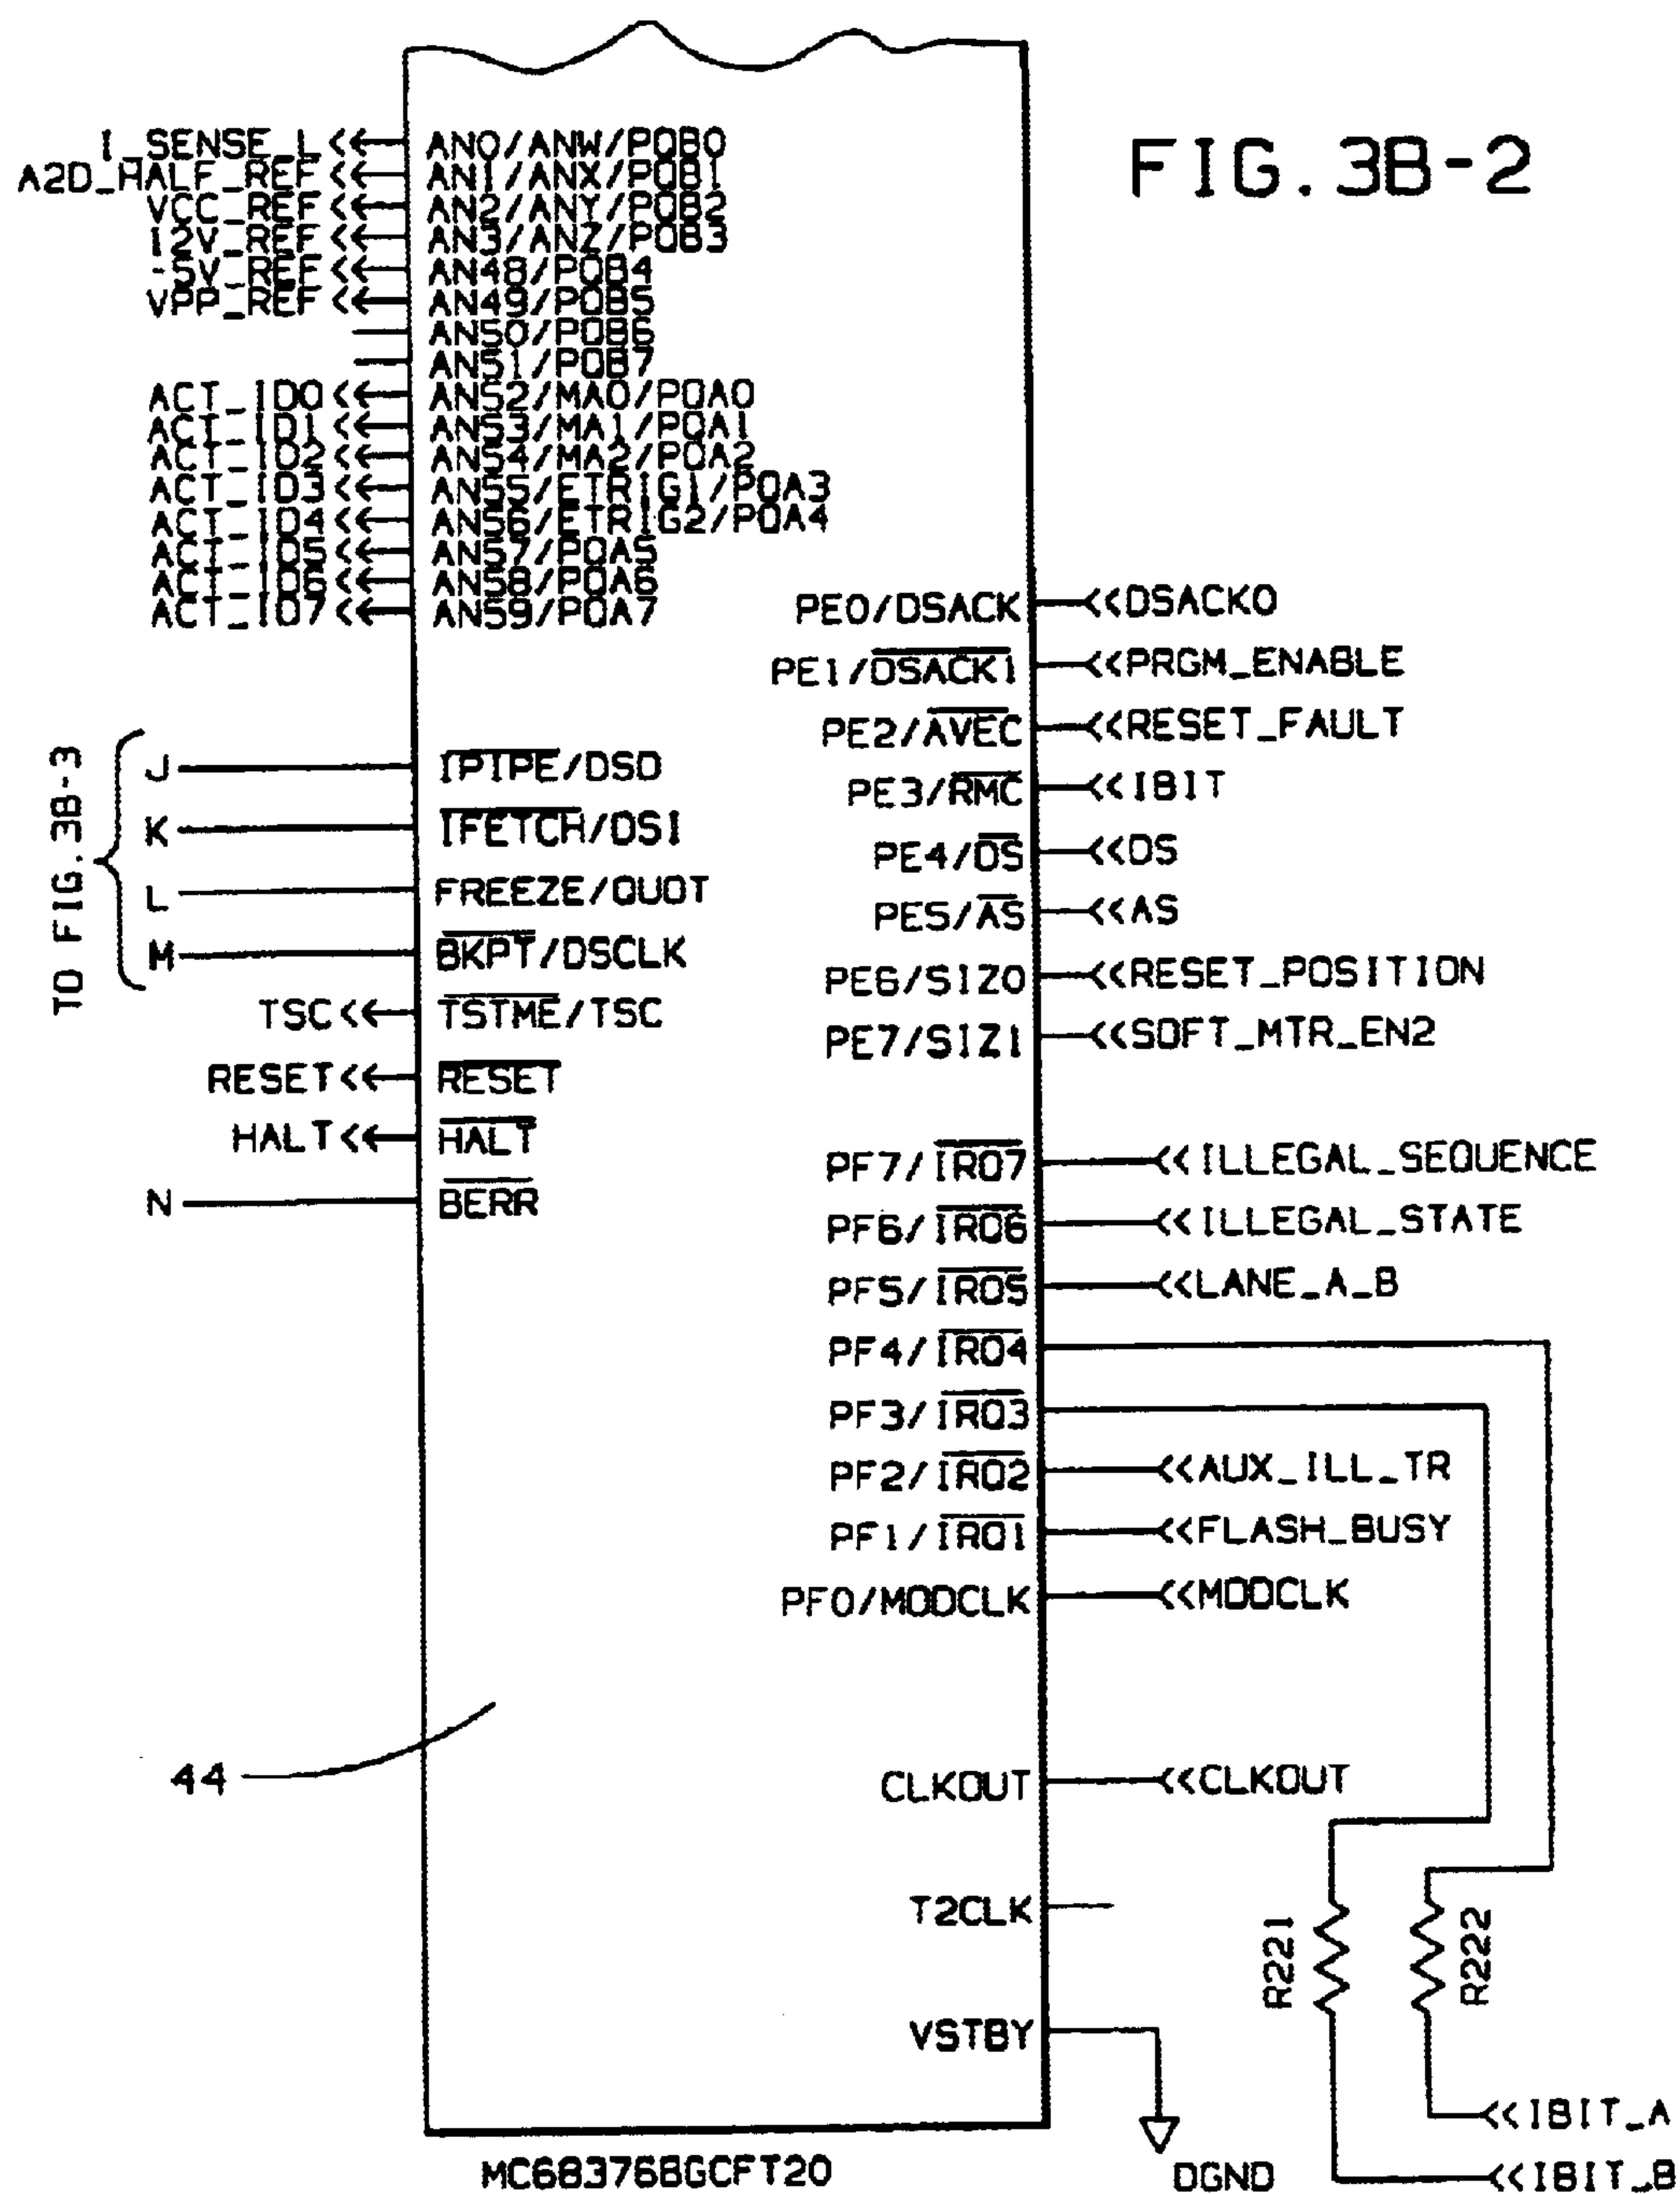 FIG.3B-2
I_SENSE_L AN0/ANW/PQB0
A2D_HALF_REF AN1/ANX/PQB1
VCC_REF AN2/ANY/PQB2
12V_REF AN3/ANZ/PQB3
-5V_REF AN48/PQB4
VPP_REF AN49/PQB5
AN50/PQB6
AN51/PQB7
ACT_ID0 AN52/MA0/PQA0
ACT_ID1 AN53/MA1/PQA1
ACT_ID2 AN54/MA2/PQA2
ACT_ID3 AN55/ETRIG1/PQA3
ACT_ID4 AN56/ETRIG2/PQA4
ACT_ID5 AN57/PQA5
ACT_ID6 AN58/PQA6
ACT_ID7 AN59/PQA7
TO FIG.3B-3
J IPIPE/DSO
K IFETCH/DSI
L FREEZE/QUOT
M BKPT/DSCLK
TSC TSTME/TSC
RESET RESET
HALT HALT
N BERR
PE0/DSACK DSACK0
PE1/DSACK1 PRGM_ENABLE
PE2/AVEC RESET_FAULT
PE3/RMC IBIT
PE4/DS DS
PE5/AS AS
PE6/SIZ0 RESET_POSITION
PE7/SIZ1 SOFT_MTR_EN2
PF7/IRQ7 ILLEGAL_SEQUENCE
PF6/IRQ6 ILLEGAL_STATE
PF5/IRQ5 LANE_A_B
PF4/IRQ4
PF3/IRQ3
PF2/IRQ2 AUX_ILL_TR
PF1/IRQ1 FLASH_BUSY
PF0/MODCLK MODCLK
44
CLKOUT CLKOUT
T2CLK
R221
R222
VSTBY
DGND
IBIT_A
IBIT_B
MC68376BGCFT20